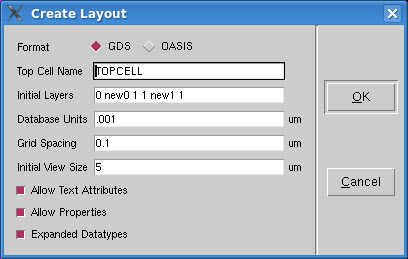 Create Layout
Format GDS OASIS
Top Cell Name TOPCELL
Initial Layers 0 new0 1 1 new1 1
Database Units .001 um
Grid Spacing 0.1 um
Initial View Size 5 um
Allow Text Attributes
Allow Properties
Expanded Datatypes
OK
Cancel